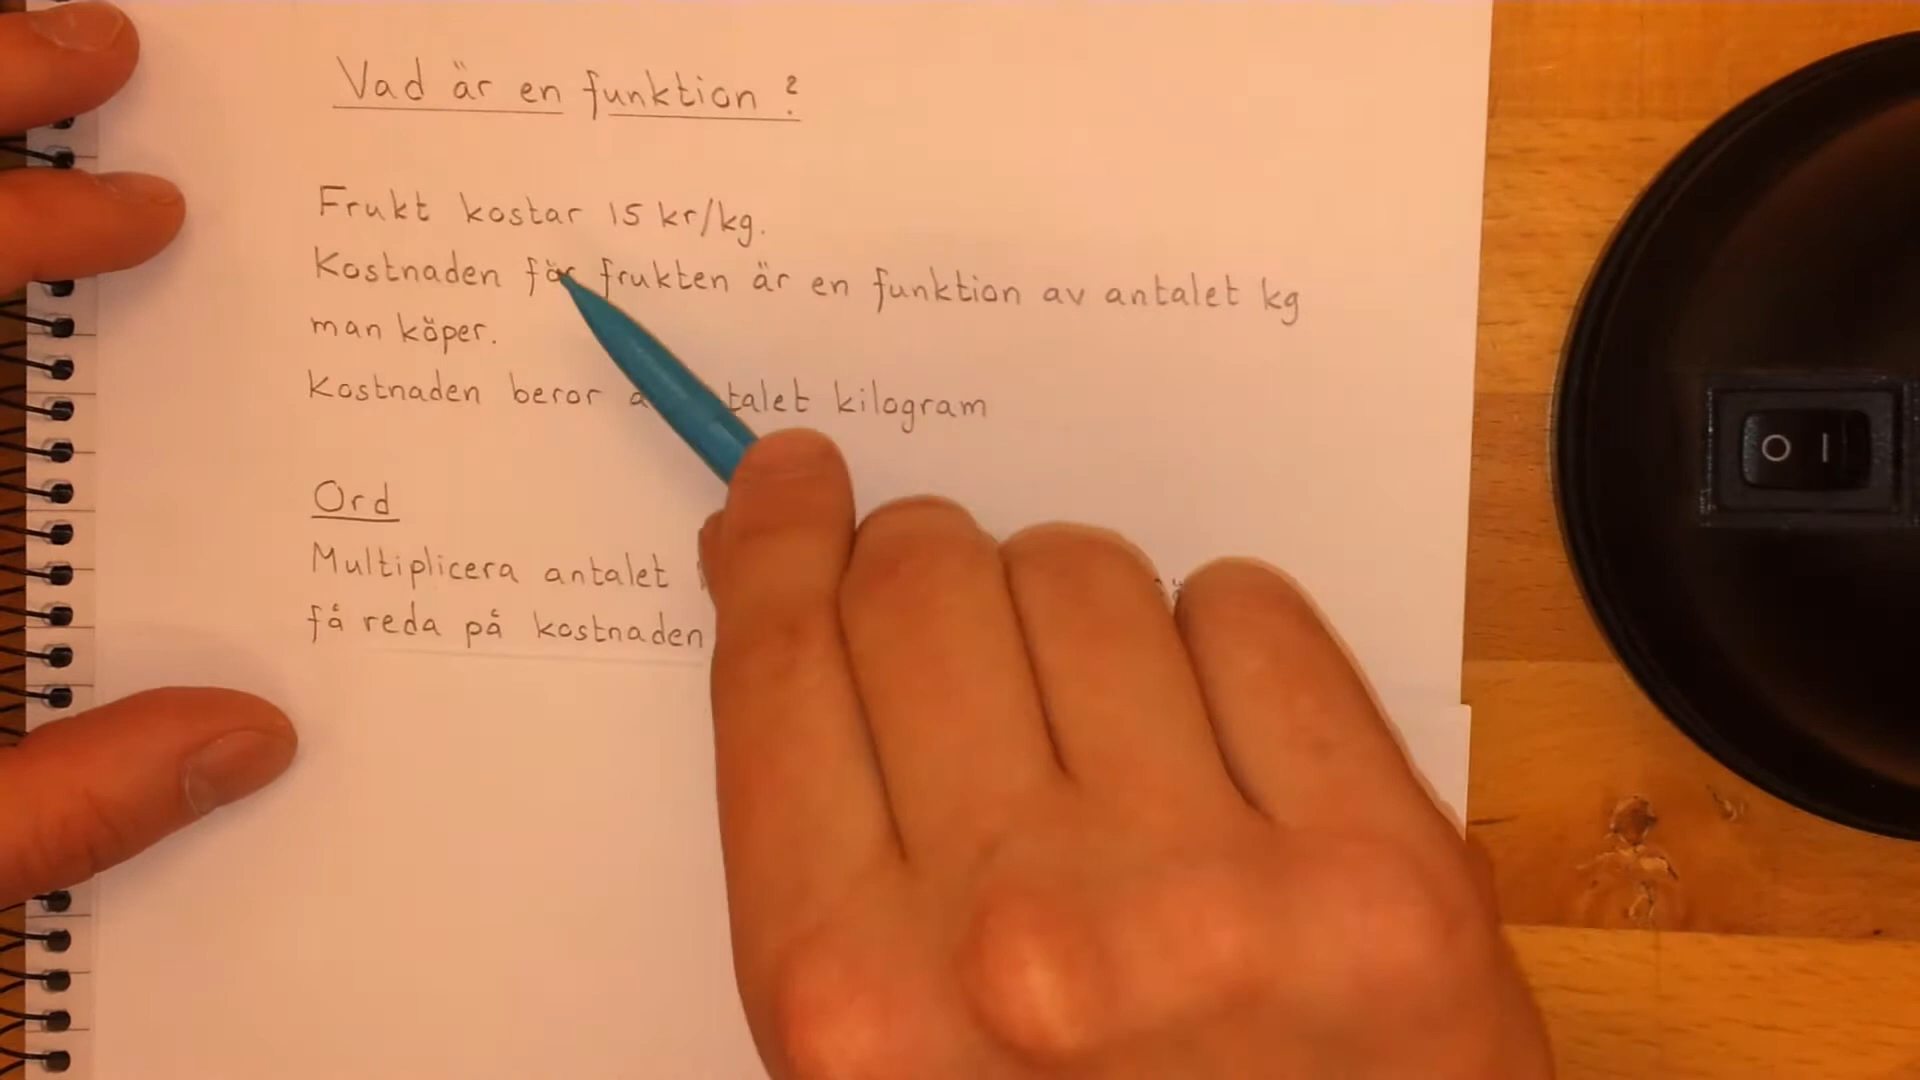 Vad är en funktion?
Frukt kostar 15 kr/kg.
Kostnaden för frukten är en funktion av antalet kg
man köper.
Kostnaden beror talet kilogram
Ord
Multiplicera antalet
få reda på kostnaden
O I